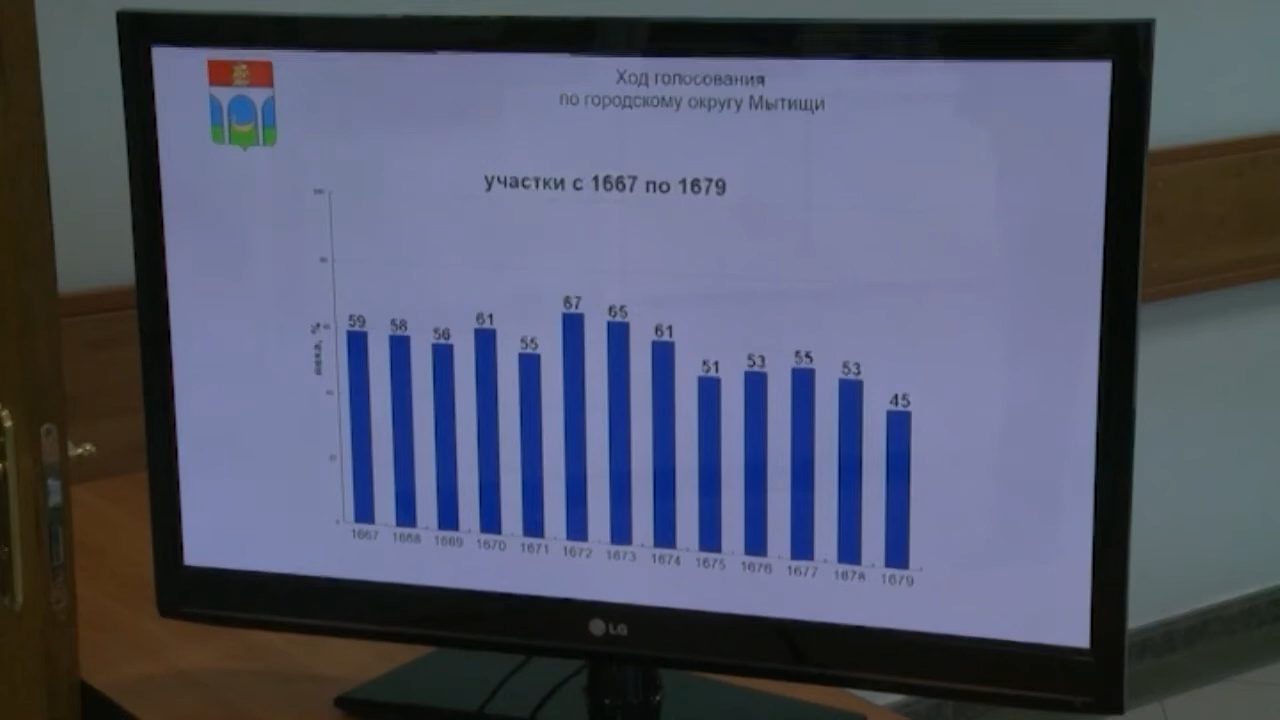 Ход голосования
по городскому округу Мытищи
участки с 1667 по 1679
59 58 56 61 55 67 65 61 51 53 55 53 45
1667 1668 1669 1670 1671 1672 1673 1674 1675 1676 1677 1678 1679
LG